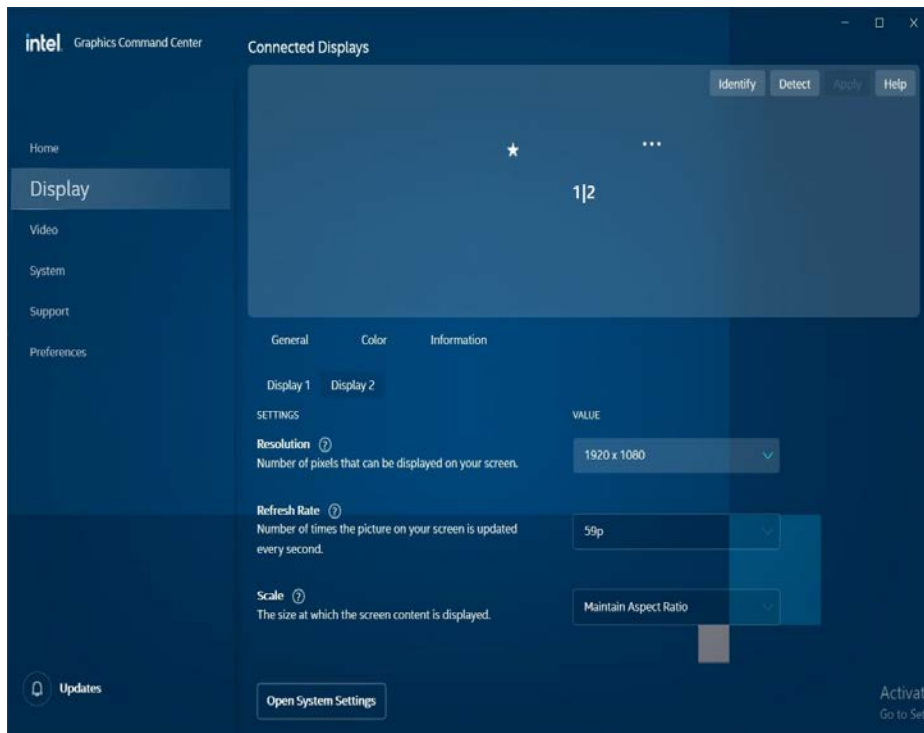 intel. Graphics Command Center
Connected Displays
Identify Detect Apply Help
1|2
Home
Display
Video
System
Support
Preferences
General Color Information
Display 1 Display 2
SETTINGS VALUE
Resolution ?
Number of pixels that can be displayed on your screen.
1920 x 1080
Refresh Rate ?
Number of times the picture on your screen is updated
every second.
59p
Scale ?
The size at which the screen content is displayed.
Maintain Aspect Ratio
Updates
Open System Settings
Activat
Go to Set